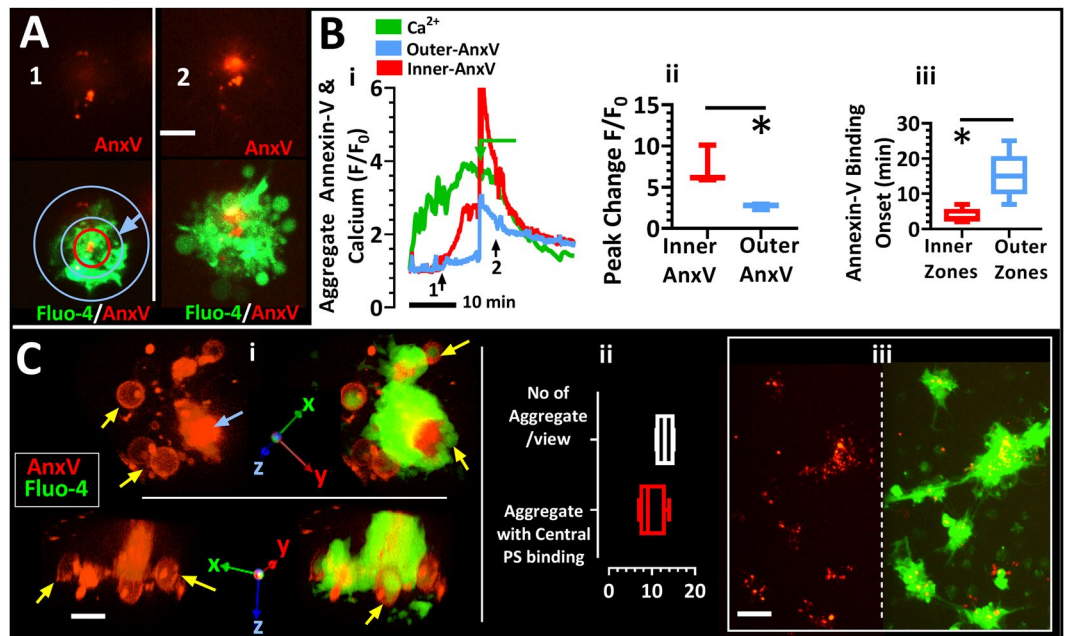 A
1
2
AnxV
AnxV
Fluo-4/AnxV
Fluo-4/AnxV
B
Ca2+
Outer-AnxV
Inner-AnxV
i
Aggregate Annexin-V &
Calcium (F/F0)
6
4
2
0
1
2
10 min
ii
Peak Change F/F0
15
10
5
0
*
Inner
AnxV
Outer
AnxV
iii
Annexin-V Binding
Onset (min)
30
20
10
0
*
Inner
Zones
Outer
Zones
C
i
x
z
y
AnxV
Fluo-4
y
x
z
ii
No of
Aggregate
/view
Aggregate
with Central
PS binding
0
10
20
iii